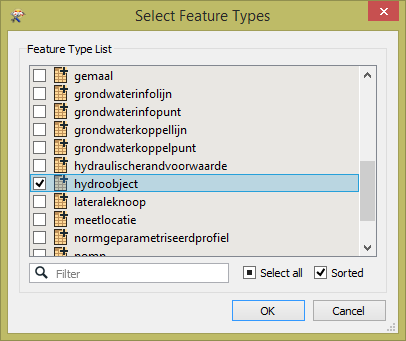 Select Feature Types
Feature Type List
gemaal
grondwaterinfolijn
grondwaterinfopunt
grondwaterkoppellijn
grondwaterkoppelpunt
hydraulischerandvoorwaarde
hydroobject
lateraleknoop
meetlocatie
normgeparametriseerdprofiel
Filter
Select all
Sorted
OK
Cancel